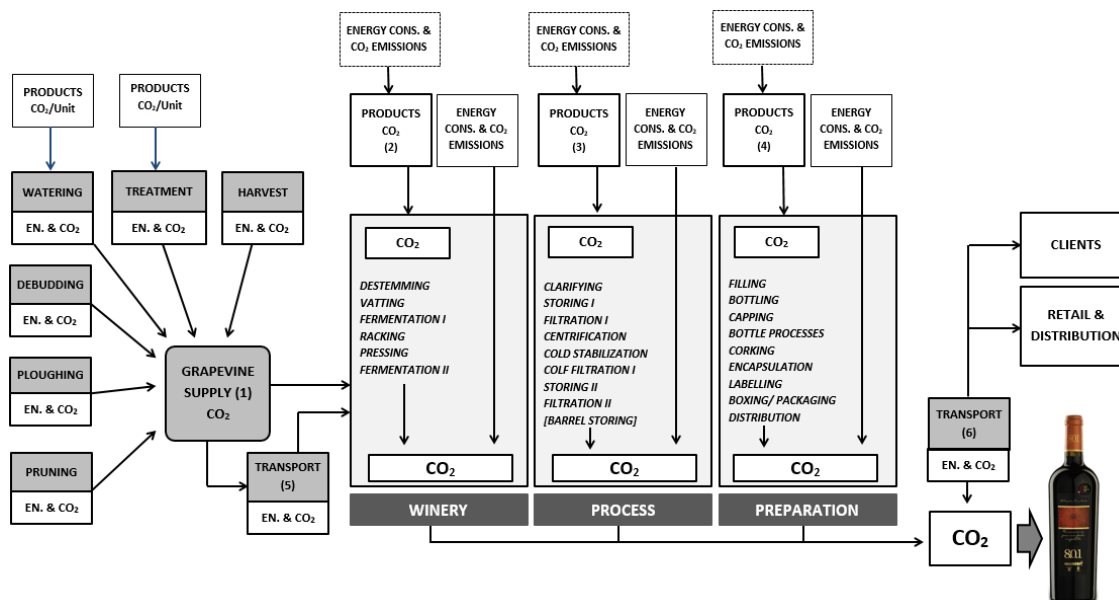 ENERGY CONS. &
CO₂ EMISSIONS
ENERGY CONS. &
CO₂ EMISSIONS
ENERGY CONS. &
CO₂ EMISSIONS
PRODUCTS
CO₂/Unit
PRODUCTS
CO₂/Unit
PRODUCTS
CO₂
(2)
ENERGY
CONS. & CO₂
EMISSIONS
PRODUCTS
CO₂
(3)
ENERGY
CONS. & CO₂
EMISSIONS
PRODUCTS
CO₂
(4)
ENERGY
CONS. & CO₂
EMISSIONS
WATERING
EN. & CO₂
TREATMENT
EN. & CO₂
HARVEST
EN. & CO₂
DEBUDDING
EN. & CO₂
PLOUGHING
EN. & CO₂
PRUNING
EN. & CO₂
GRAPEVINE
SUPPLY (1)
CO₂
TRANSPORT
(5)
EN. & CO₂
CO₂
DESTEMMING
VATTING
FERMENTATION I
RACKING
PRESSING
FERMENTATION II
CO₂
WINERY
CO₂
CLARIFYING
STORING I
FILTRATION I
CENTRIFICATION
COLD STABILIZATION
COLF FILTRATION I
STORING II
FILTRATION II
[BARREL STORING]
CO₂
PROCESS
CO₂
FILLING
BOTTLING
CAPPING
BOTTLE PROCESSES
CORKING
ENCAPSULATION
LABELLING
BOXING/ PACKAGING
DISTRIBUTION
CO₂
PREPARATION
CLIENTS
RETAIL &
DISTRIBUTION
TRANSPORT
(6)
EN. & CO₂
CO₂
801